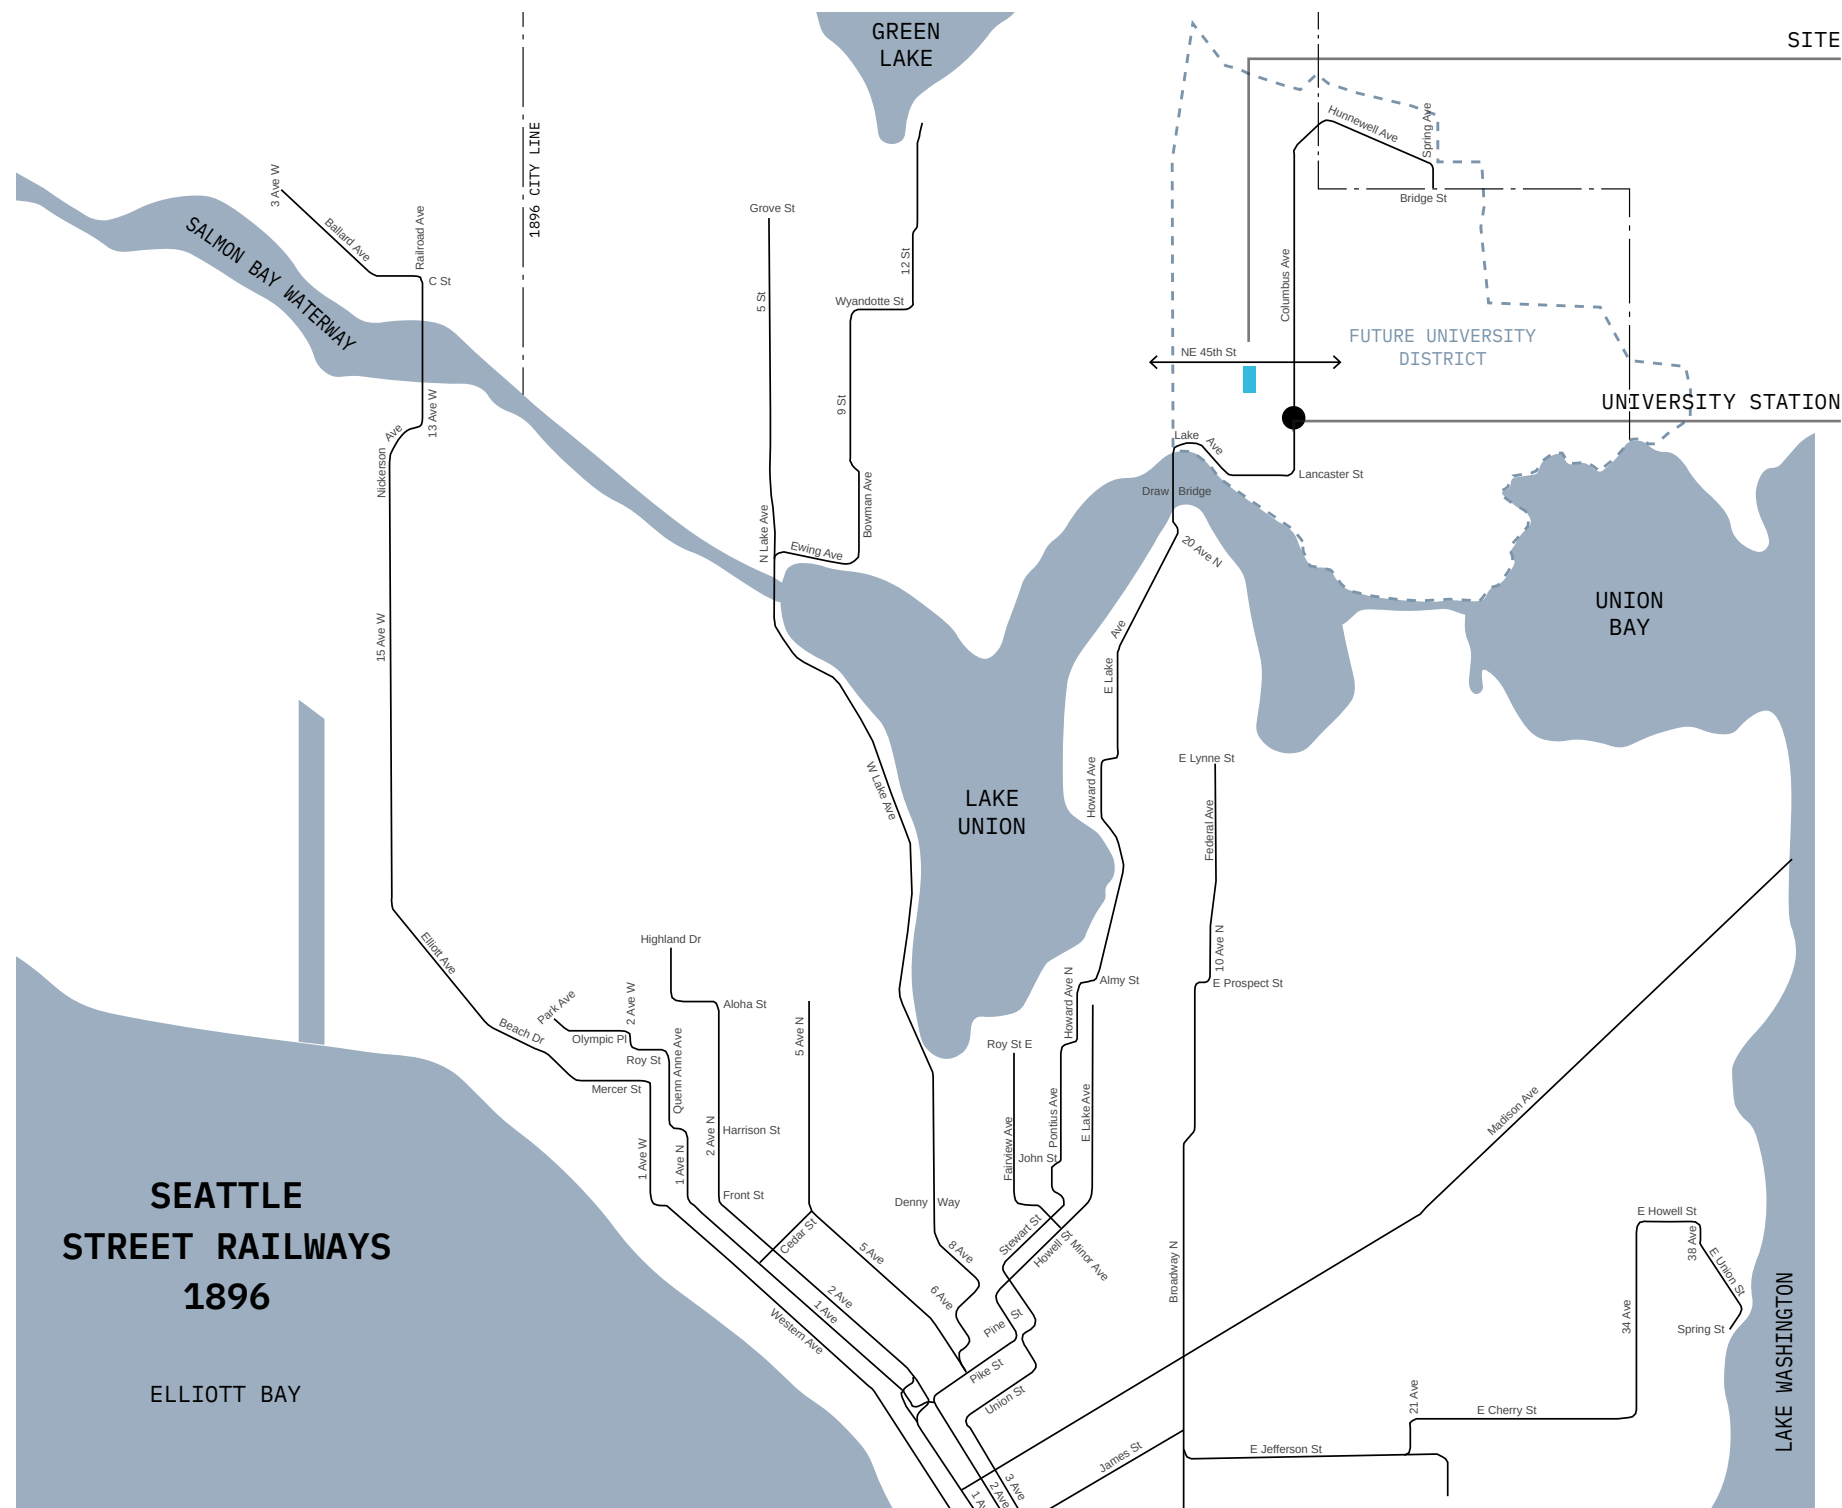 GREEN
LAKE
SITE
1896 CITY LINE
Hunnewell Ave
Spring Ave
Bridge St
3 Ave W
Ballard Ave
Railroad Ave
C St
SALMON BAY WATERWAY
Grove St
5 St
12 St
Wyandotte St
9 St
Columbus Ave
FUTURE UNIVERSITY
DISTRICT
NE 45th St
UNIVERSITY STATION
13 Ave W
Nickerson Ave
Lake Ave
Lancaster St
Draw Bridge
N Lake Ave
Bowman Ave
Ewing Ave
20 Ave N
UNION
BAY
15 Ave W
E Lake Ave
W Lake Ave
LAKE
UNION
Howard Ave
E Lynne St
Federal Ave
Elliott Ave
Highland Dr
10 Ave N
Almy St
E Prospect St
Howard Ave N
Park Ave
2 Ave W
Aloha St
Beach Dr
Olympic Pl
Roy St
Quenn Anne Ave
5 Ave N
Roy St E
Mercer St
Harrison St
2 Ave N
1 Ave W
1 Ave N
Fairview Ave
Pontius Ave
E Lake Ave
John St
Madison Ave
Front St
Denny Way
SEATTLE
STREET RAILWAYS
1896
Cedar St
5 Ave
8 Ave
Stewart St
Howell St
Minor Ave
E Howell St
38 Ave
E Union St
Broadway N
2 Ave
1 Ave
6 Ave
Western Ave
Pine St
34 Ave
Spring St
LAKE WASHINGTON
Pike St
Union St
ELLIOTT BAY
21 Ave
E Cherry St
E Jefferson St
James St
3 Ave
2 Ave
1 Av